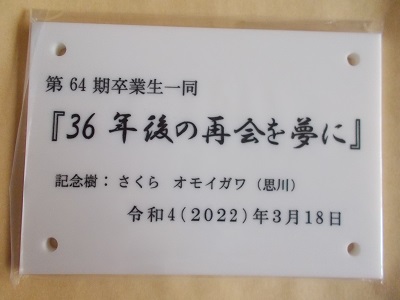 第64期卒業生一同
『36年後の再会を夢に』
記念樹：さくら　オモイガワ（思川）
令和4(2022)年3月18日